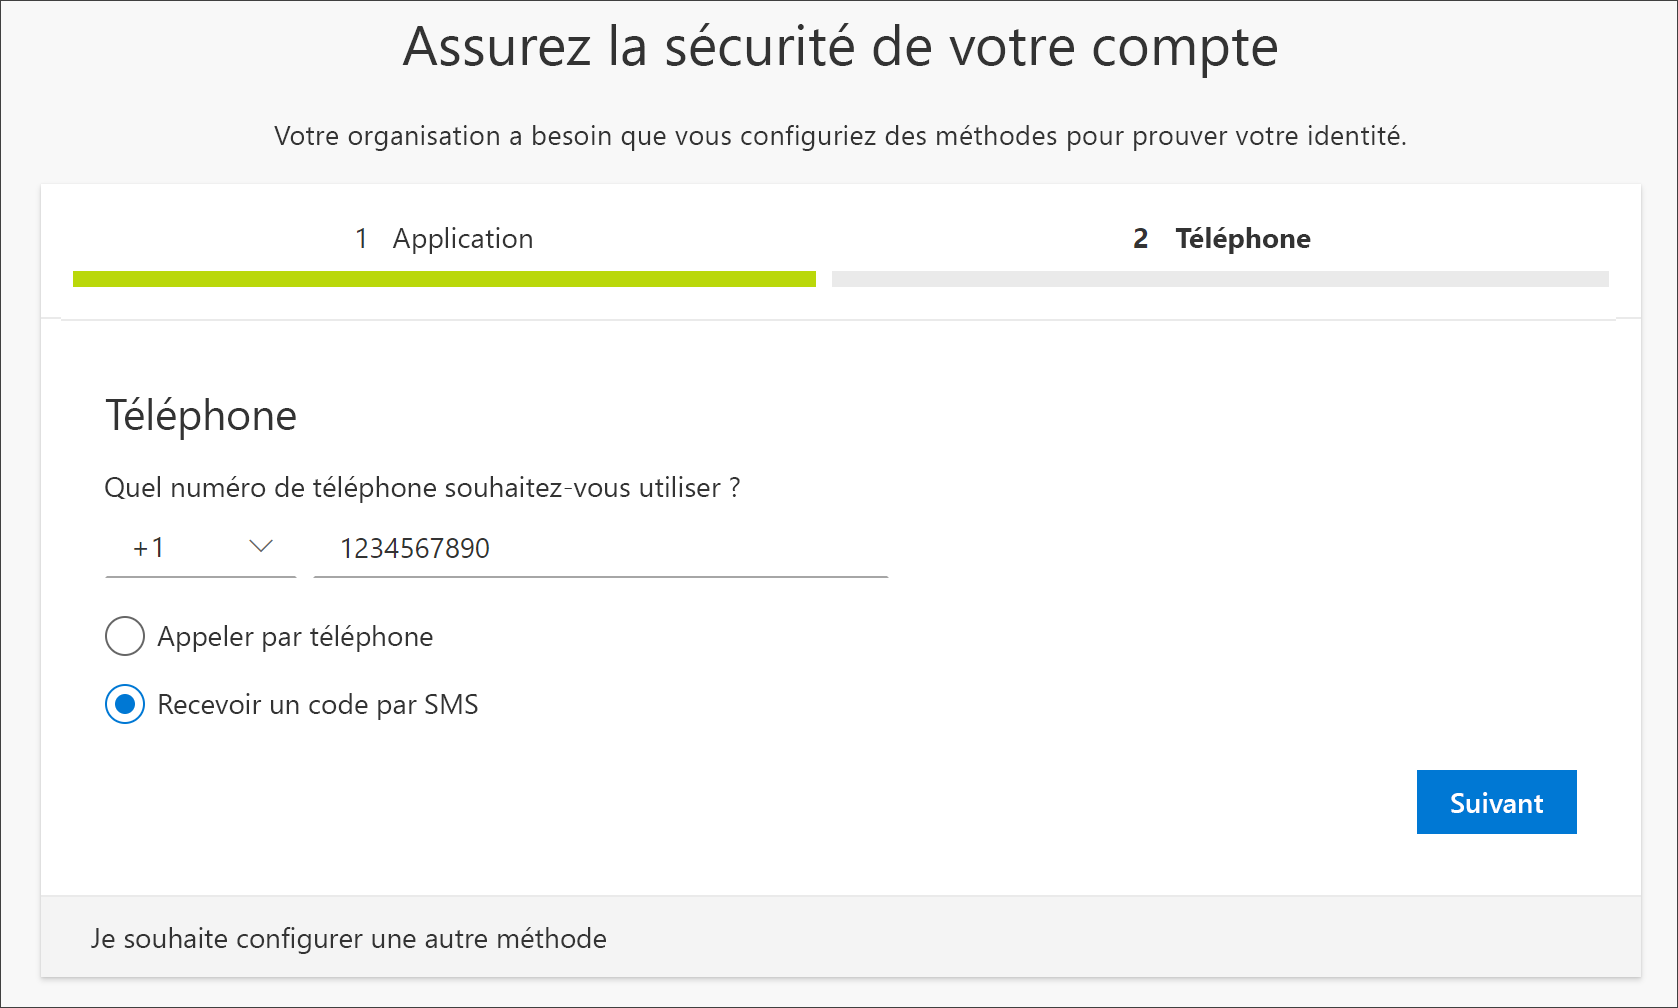 Assurez la sécurité de votre compte
Votre organisation a besoin que vous configuriez des méthodes pour prouver votre identité.
1 Application
2 Téléphone
Téléphone
Quel numéro de téléphone souhaitez-vous utiliser ?
+1 1234567890
Appeler par téléphone
Recevoir un code par SMS
Suivant
Je souhaite configurer une autre méthode